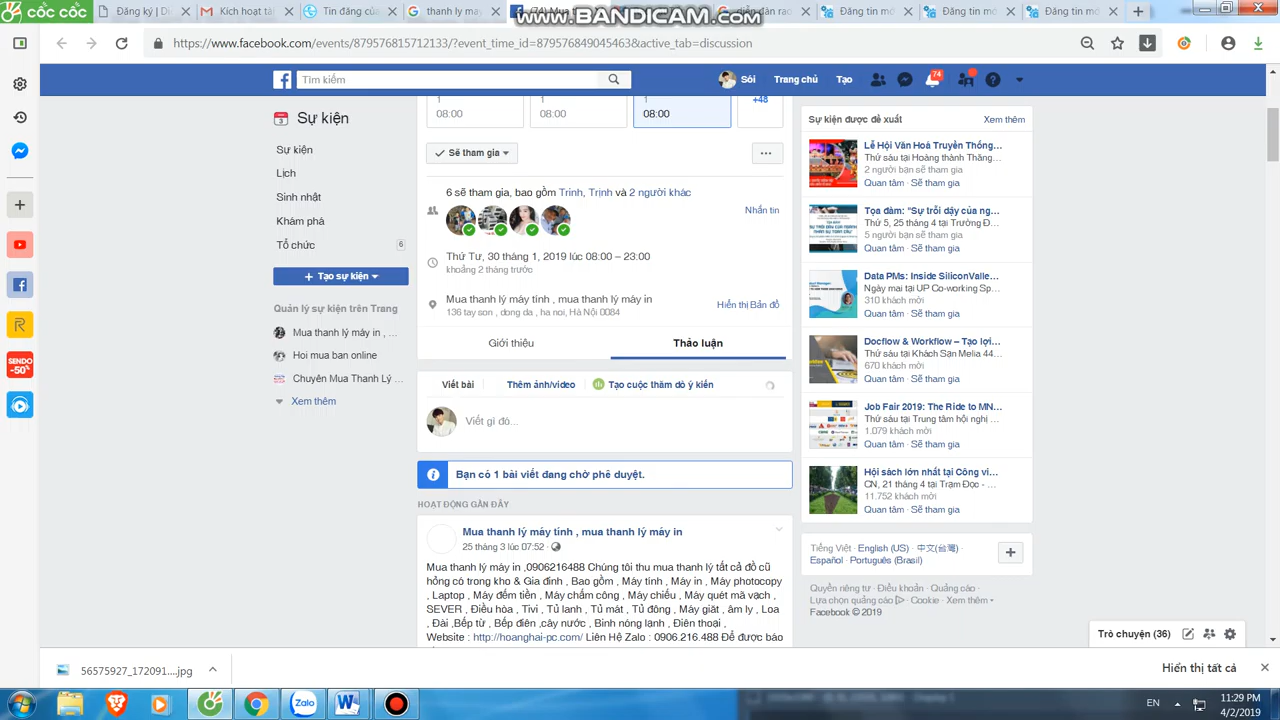 cốc cốc
Đăng ký | Di
Kích hoạt tà
Tin đăng củ
thanh lý m
www.BANDICAM.com
Đăng tin mớ
Đăng tin mớ
Đăng tin mớ
https://www.facebook.com/events/879576815712133/?event_time_id=879576849045463&active_tab=discussion
Tìm kiếm
Sói
Trang chủ
Tạo
74
Sự kiện
Sự kiện
Lịch
Sinh nhật
Khám phá
Tổ chức
6
+ Tạo sự kiện
Quản lý sự kiện trên Trang
Mua thanh lý máy in , ...
Hoi mua ban online
Chuyên Mua Thanh Lý ...
Xem thêm
1
08:00
1
08:00
1
08:00
+48
Sẽ tham gia
6 sẽ tham gia, bao gồm Trinh, Trịnh và 2 người khác
Nhắn tin
Thứ Tư, 30 tháng 1, 2019 lúc 08:00 – 23:00
khoảng 2 tháng trước
Mua thanh lý máy tính , mua thanh lý máy in
136 tay son , dong da , ha noi, Hà Nội 0084
Hiển thị Bản đồ
Giới thiệu
Thảo luận
Viết bài
Thêm ảnh/video
Tạo cuộc thăm dò ý kiến
Viết gì đó...
Bạn có 1 bài viết đang chờ phê duyệt.
HOẠT ĐỘNG GẦN ĐÂY
Mua thanh lý máy tính , mua thanh lý máy in
25 tháng 3 lúc 07:52
Mua thanh lý máy in ,0906216488 Chúng tôi thu mua thanh lý tất cả đồ cũ
hỏng có trong kho & Gia đình , Bao gồm , Máy tính , Máy in , Máy photocopy
, Laptop , Máy đếm tiền , Máy chấm công , Máy chiếu , Máy quét mã vạch ,
SEVER , Điều hòa , Tivi , Tủ lạnh , Tủ mát , Tủ đông , Máy giặt , âm ly , Loa
, Đài ,Bếp từ , Bếp điện ,cây nước , Bình nóng lạnh , Điện thoại ,
Website : http://hoanghai-pc.com/ Liên Hệ Zalo : 0906.216.488 Để được báo
Sự kiện được đề xuất
Xem thêm
Lễ Hội Văn Hoá Truyền Thống...
Thứ sáu tại Hoàng thành Thăng...
2 người bạn sẽ tham gia
Quan tâm · Sẽ tham gia
Tọa đàm: "Sự trỗi dậy của ng...
Thứ 5, 25 tháng 4 tại Trường Đ...
5 người bạn sẽ tham gia
Quan tâm · Sẽ tham gia
Data PMs: Inside SiliconValle...
Ngày mai tại UP Co-working Sp...
310 khách mời
Quan tâm · Sẽ tham gia
Docflow & Workflow – Tạo lợi...
Thứ sáu tại Khách Sạn Melia 44...
670 khách mời
Quan tâm · Sẽ tham gia
Job Fair 2019: The Ride to MN...
Thứ sáu tại Trung tâm hội nghị ...
1.079 khách mời
Quan tâm · Sẽ tham gia
Hội sách lớn nhất tại Công vi...
CN, 21 tháng 4 tại Trạm Đọc - ...
11.752 khách mời
Quan tâm · Sẽ tham gia
Tiếng Việt · English (US) · 中文(台灣) ·
Español · Português (Brasil)
Quyền riêng tư · Điều khoản · Quảng cáo ·
Lựa chọn quảng cáo · Cookie · Xem thêm
Facebook © 2019
Trò chuyện (36)
SENDO
-50%
56575927_172091....jpg
Hiển thị tất cả
Zalo
EN
11:29 PM
4/2/2019